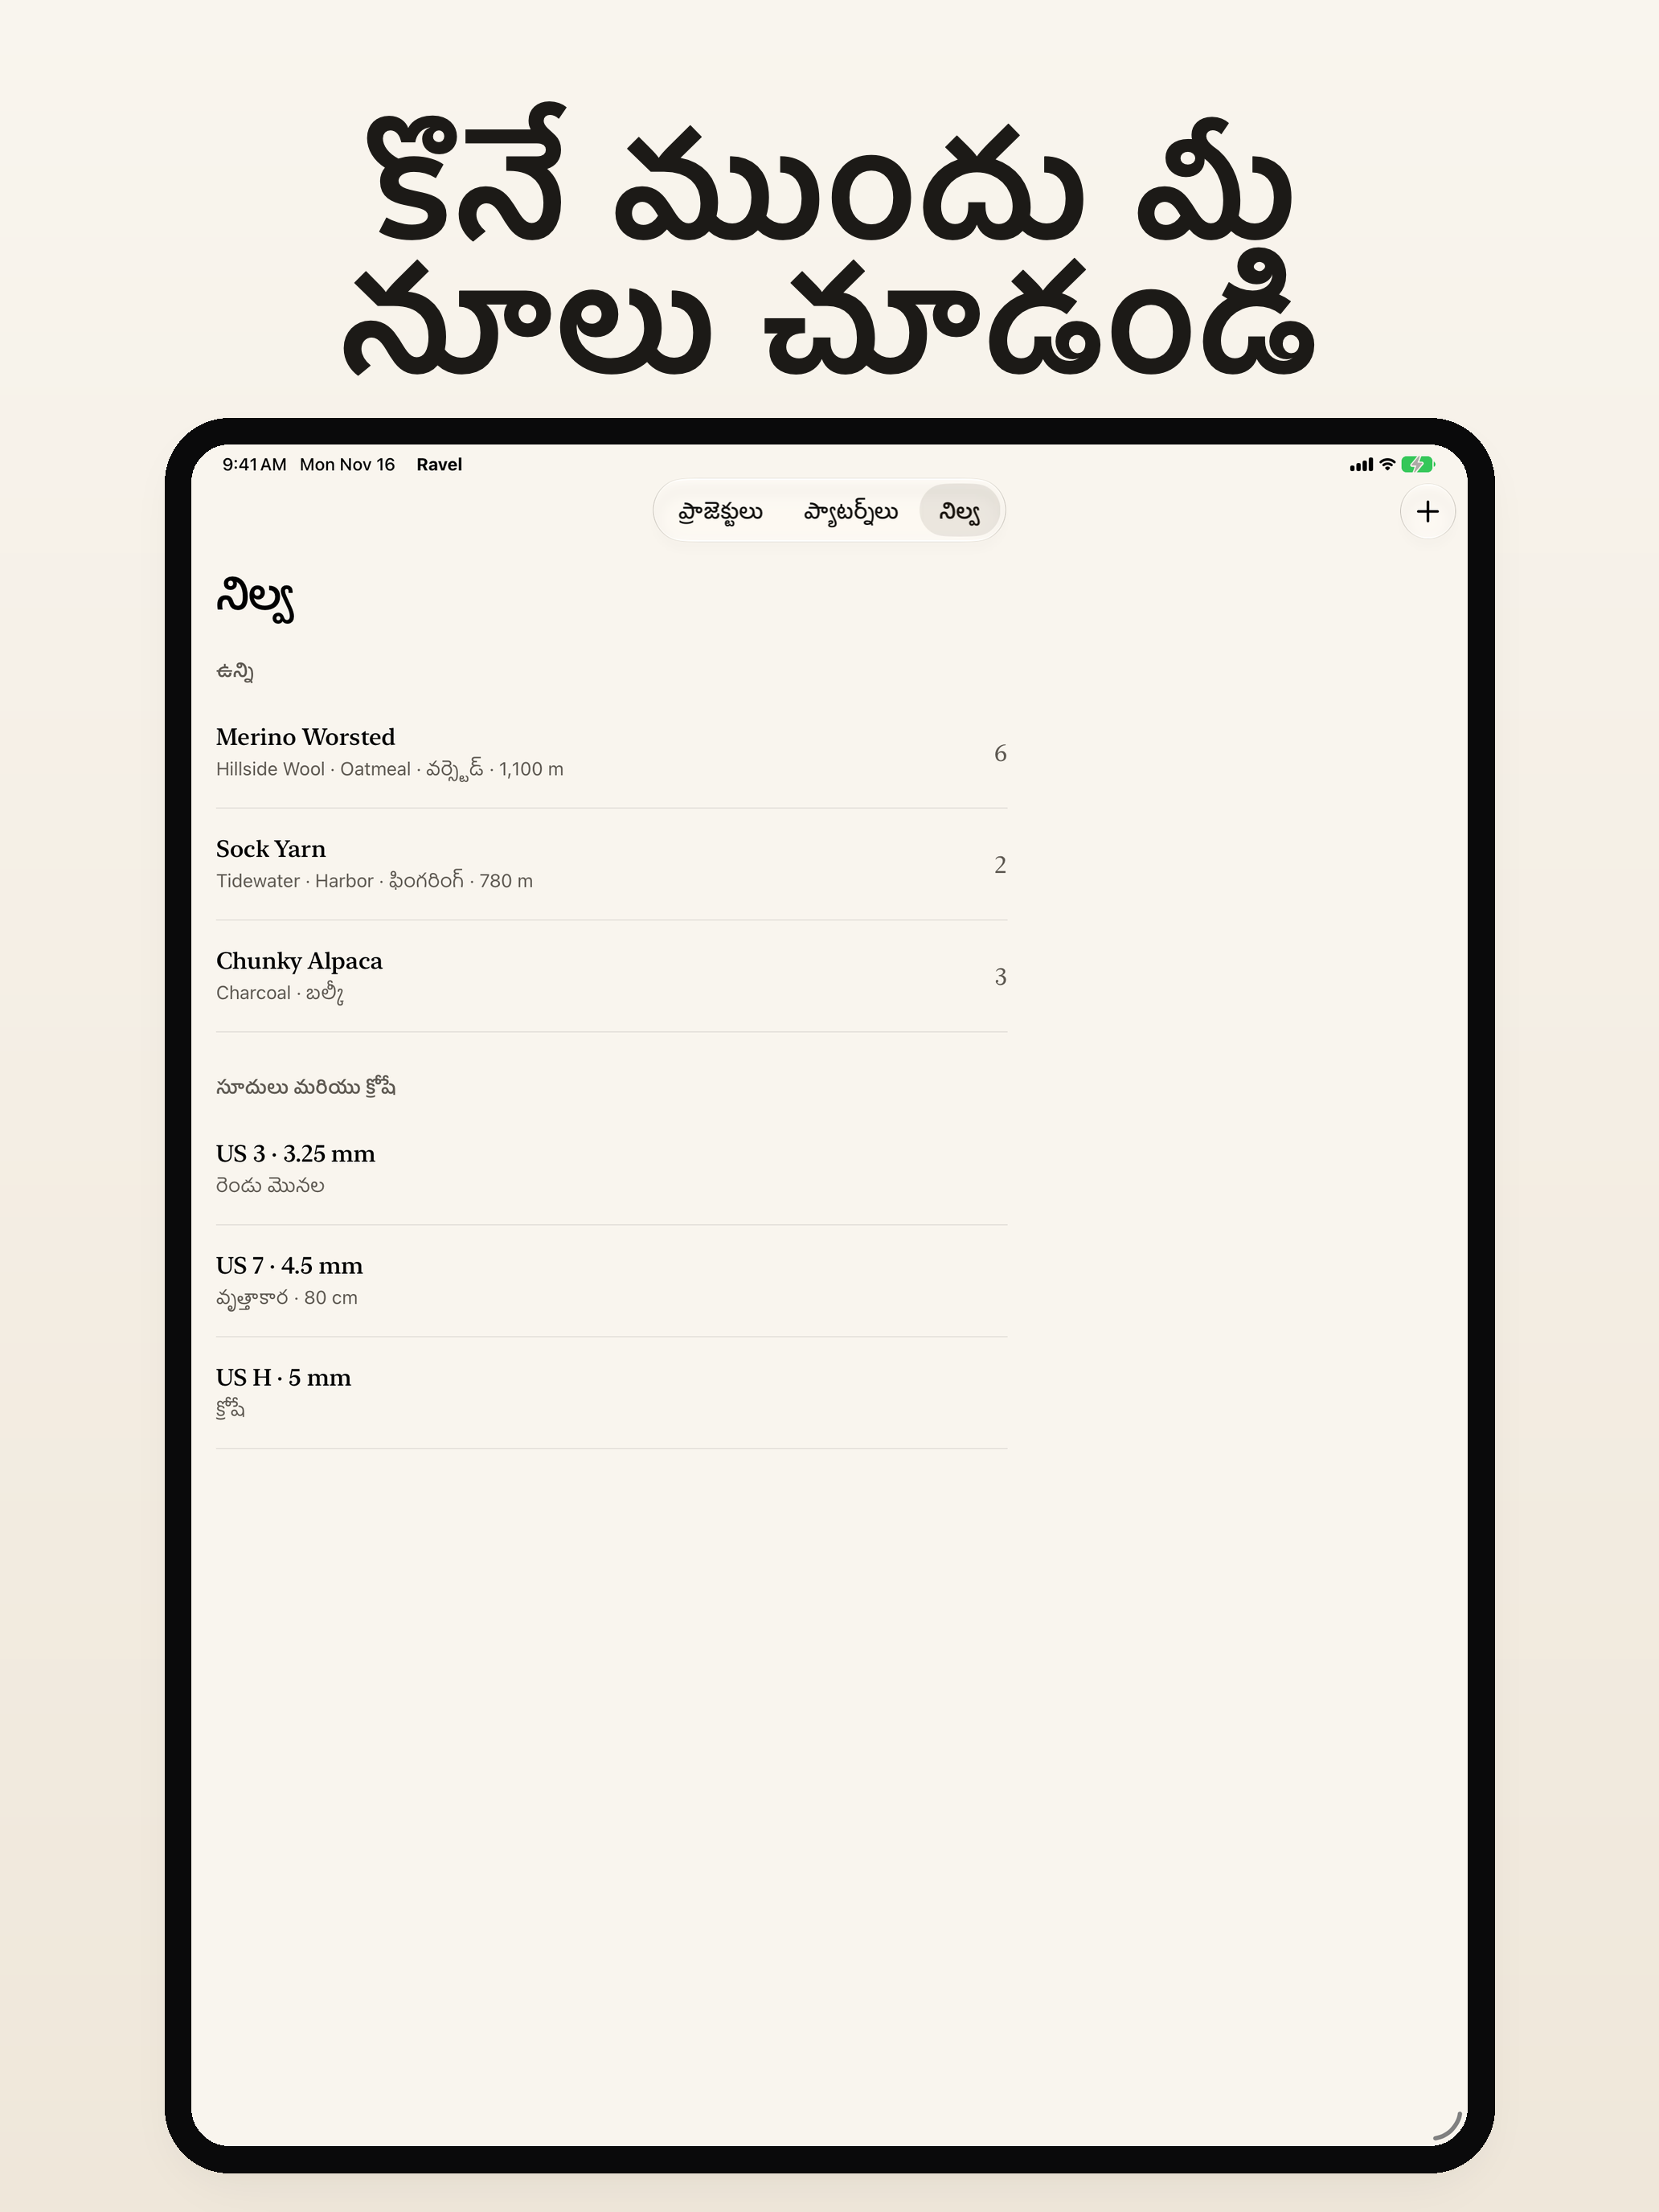 కొనే ముందు మీ
నూలు చూడండి
9:41 AM Mon Nov 16 Ravel
ప్రాజెక్టులు ప్యాటర్న్‌లు నిల్వ
నిల్వ
ఉన్ని
Merino Worsted
6
Hillside Wool · Oatmeal · వర్స్టెడ్ · 1,100 m
Sock Yarn
2
Tidewater · Harbor · ఫింగరింగ్ · 780 m
Chunky Alpaca
3
Charcoal · బల్కీ
సూదులు మరియు క్రోషే
US 3 · 3.25 mm
రెండు మొనల
US 7 · 4.5 mm
వృత్తాకార · 80 cm
US H · 5 mm
క్రోషే